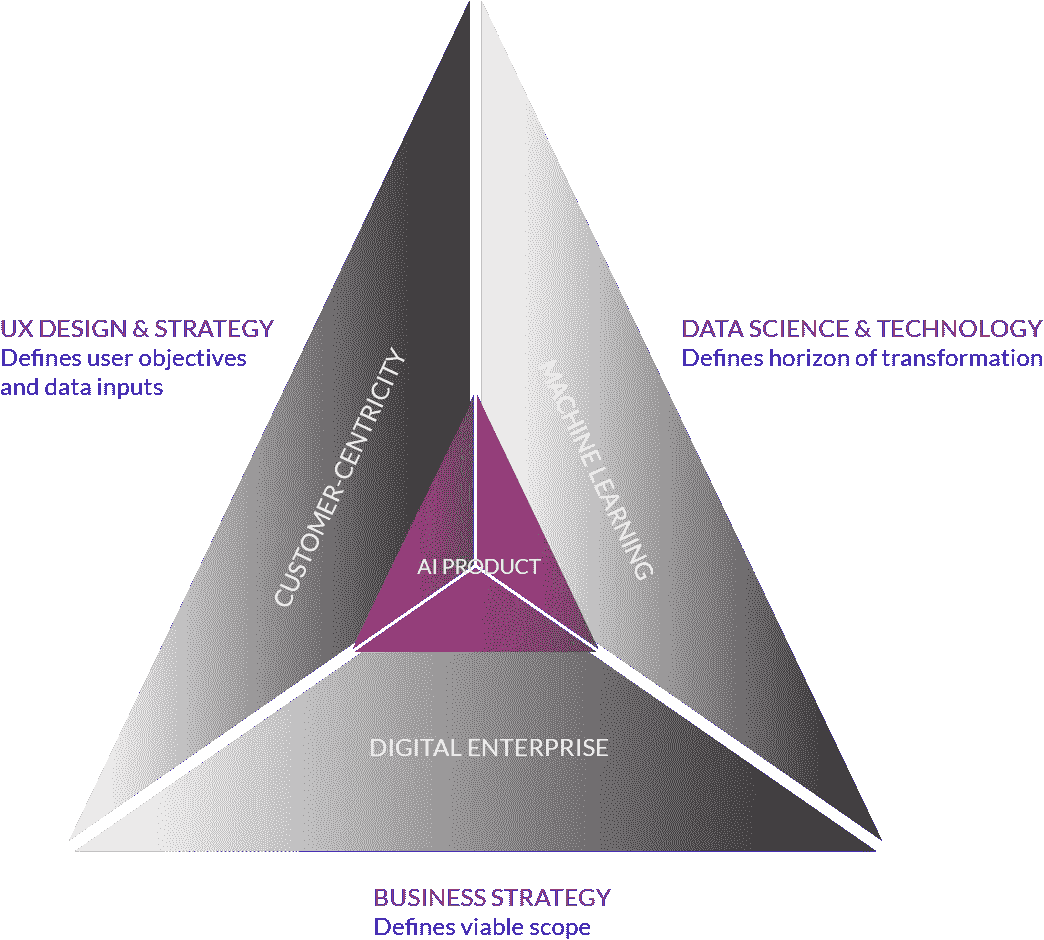 UX DESIGN & STRATEGY
Defines user objectives
and data inputs
DATA SCIENCE & TECHNOLOGY
Defines horizon of transformation
CUSTOMER-CENTRICITY
MACHINE LEARNING
AI PRODUCT
DIGITAL ENTERPRISE
BUSINESS STRATEGY
Defines viable scope